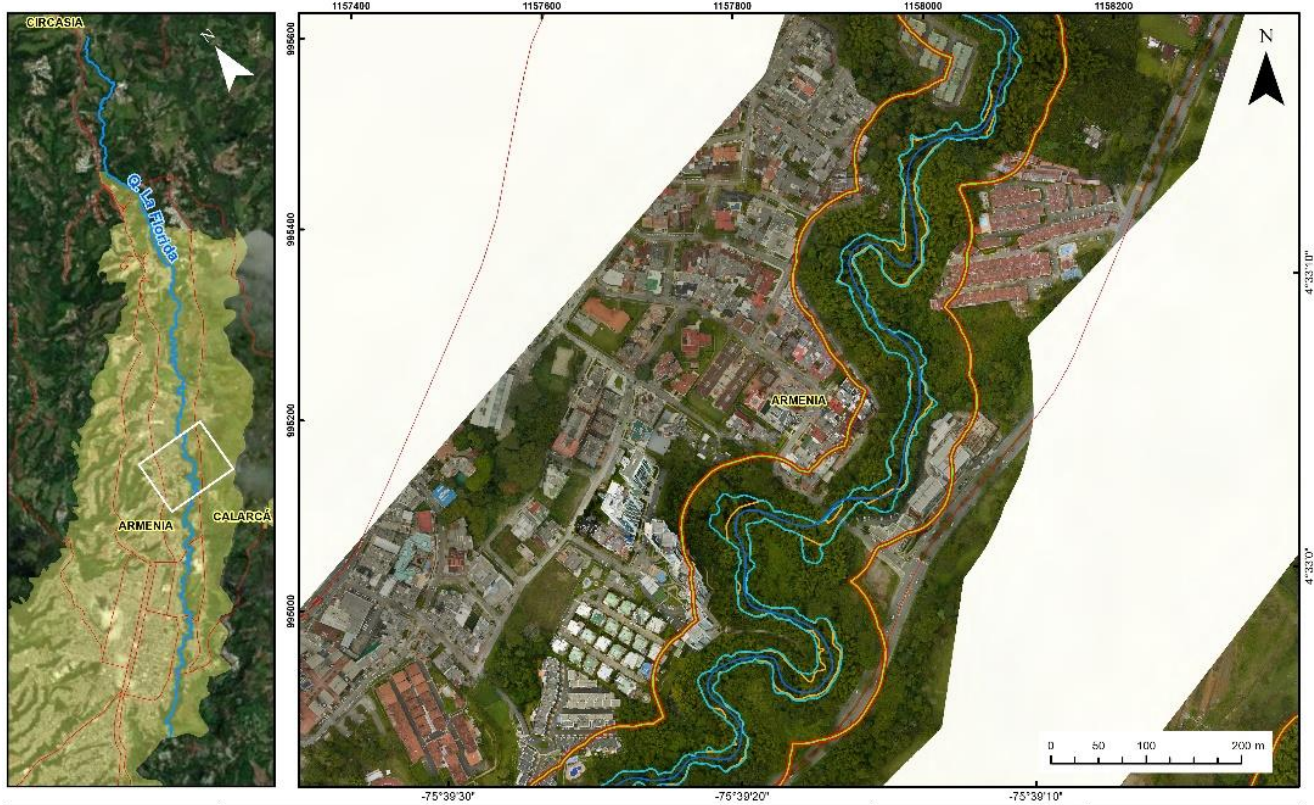 CIRCASIA
N
Q. La Florida
ARMENIA
CALARCÁ
1157400
1157600
1157800
1158000
1158200
995600
995400
995200
995000
N
ARMENIA
4°33'10"
4°33'0"
0 50 100 200 m
-75°39'30"
-75°39'20"
-75°39'10"